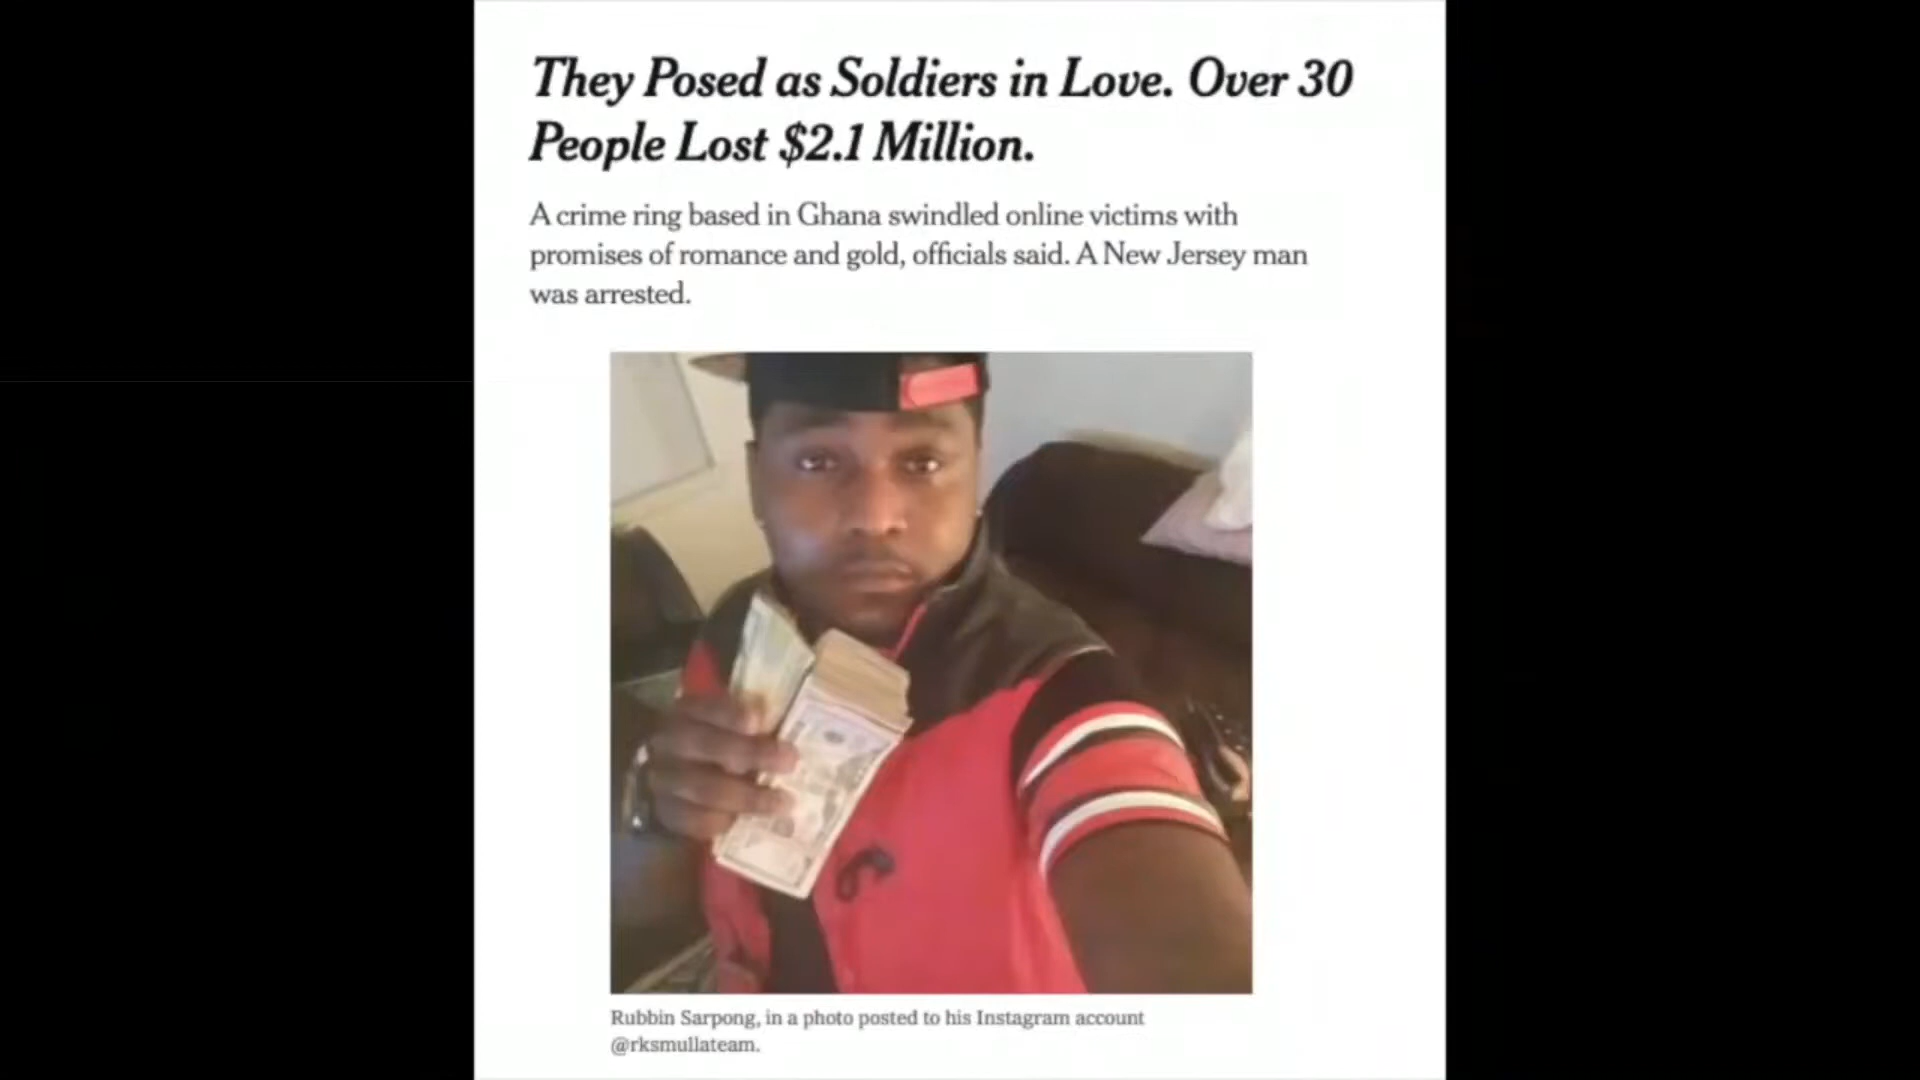 They Posed as Soldiers in Love. Over 30
People Lost $2.1 Million.
A crime ring based in Ghana swindled online victims with
promises of romance and gold, officials said. A New Jersey man
was arrested.
Rubbin Sarpong, in a photo posted to his Instagram account
@rksmullateam.